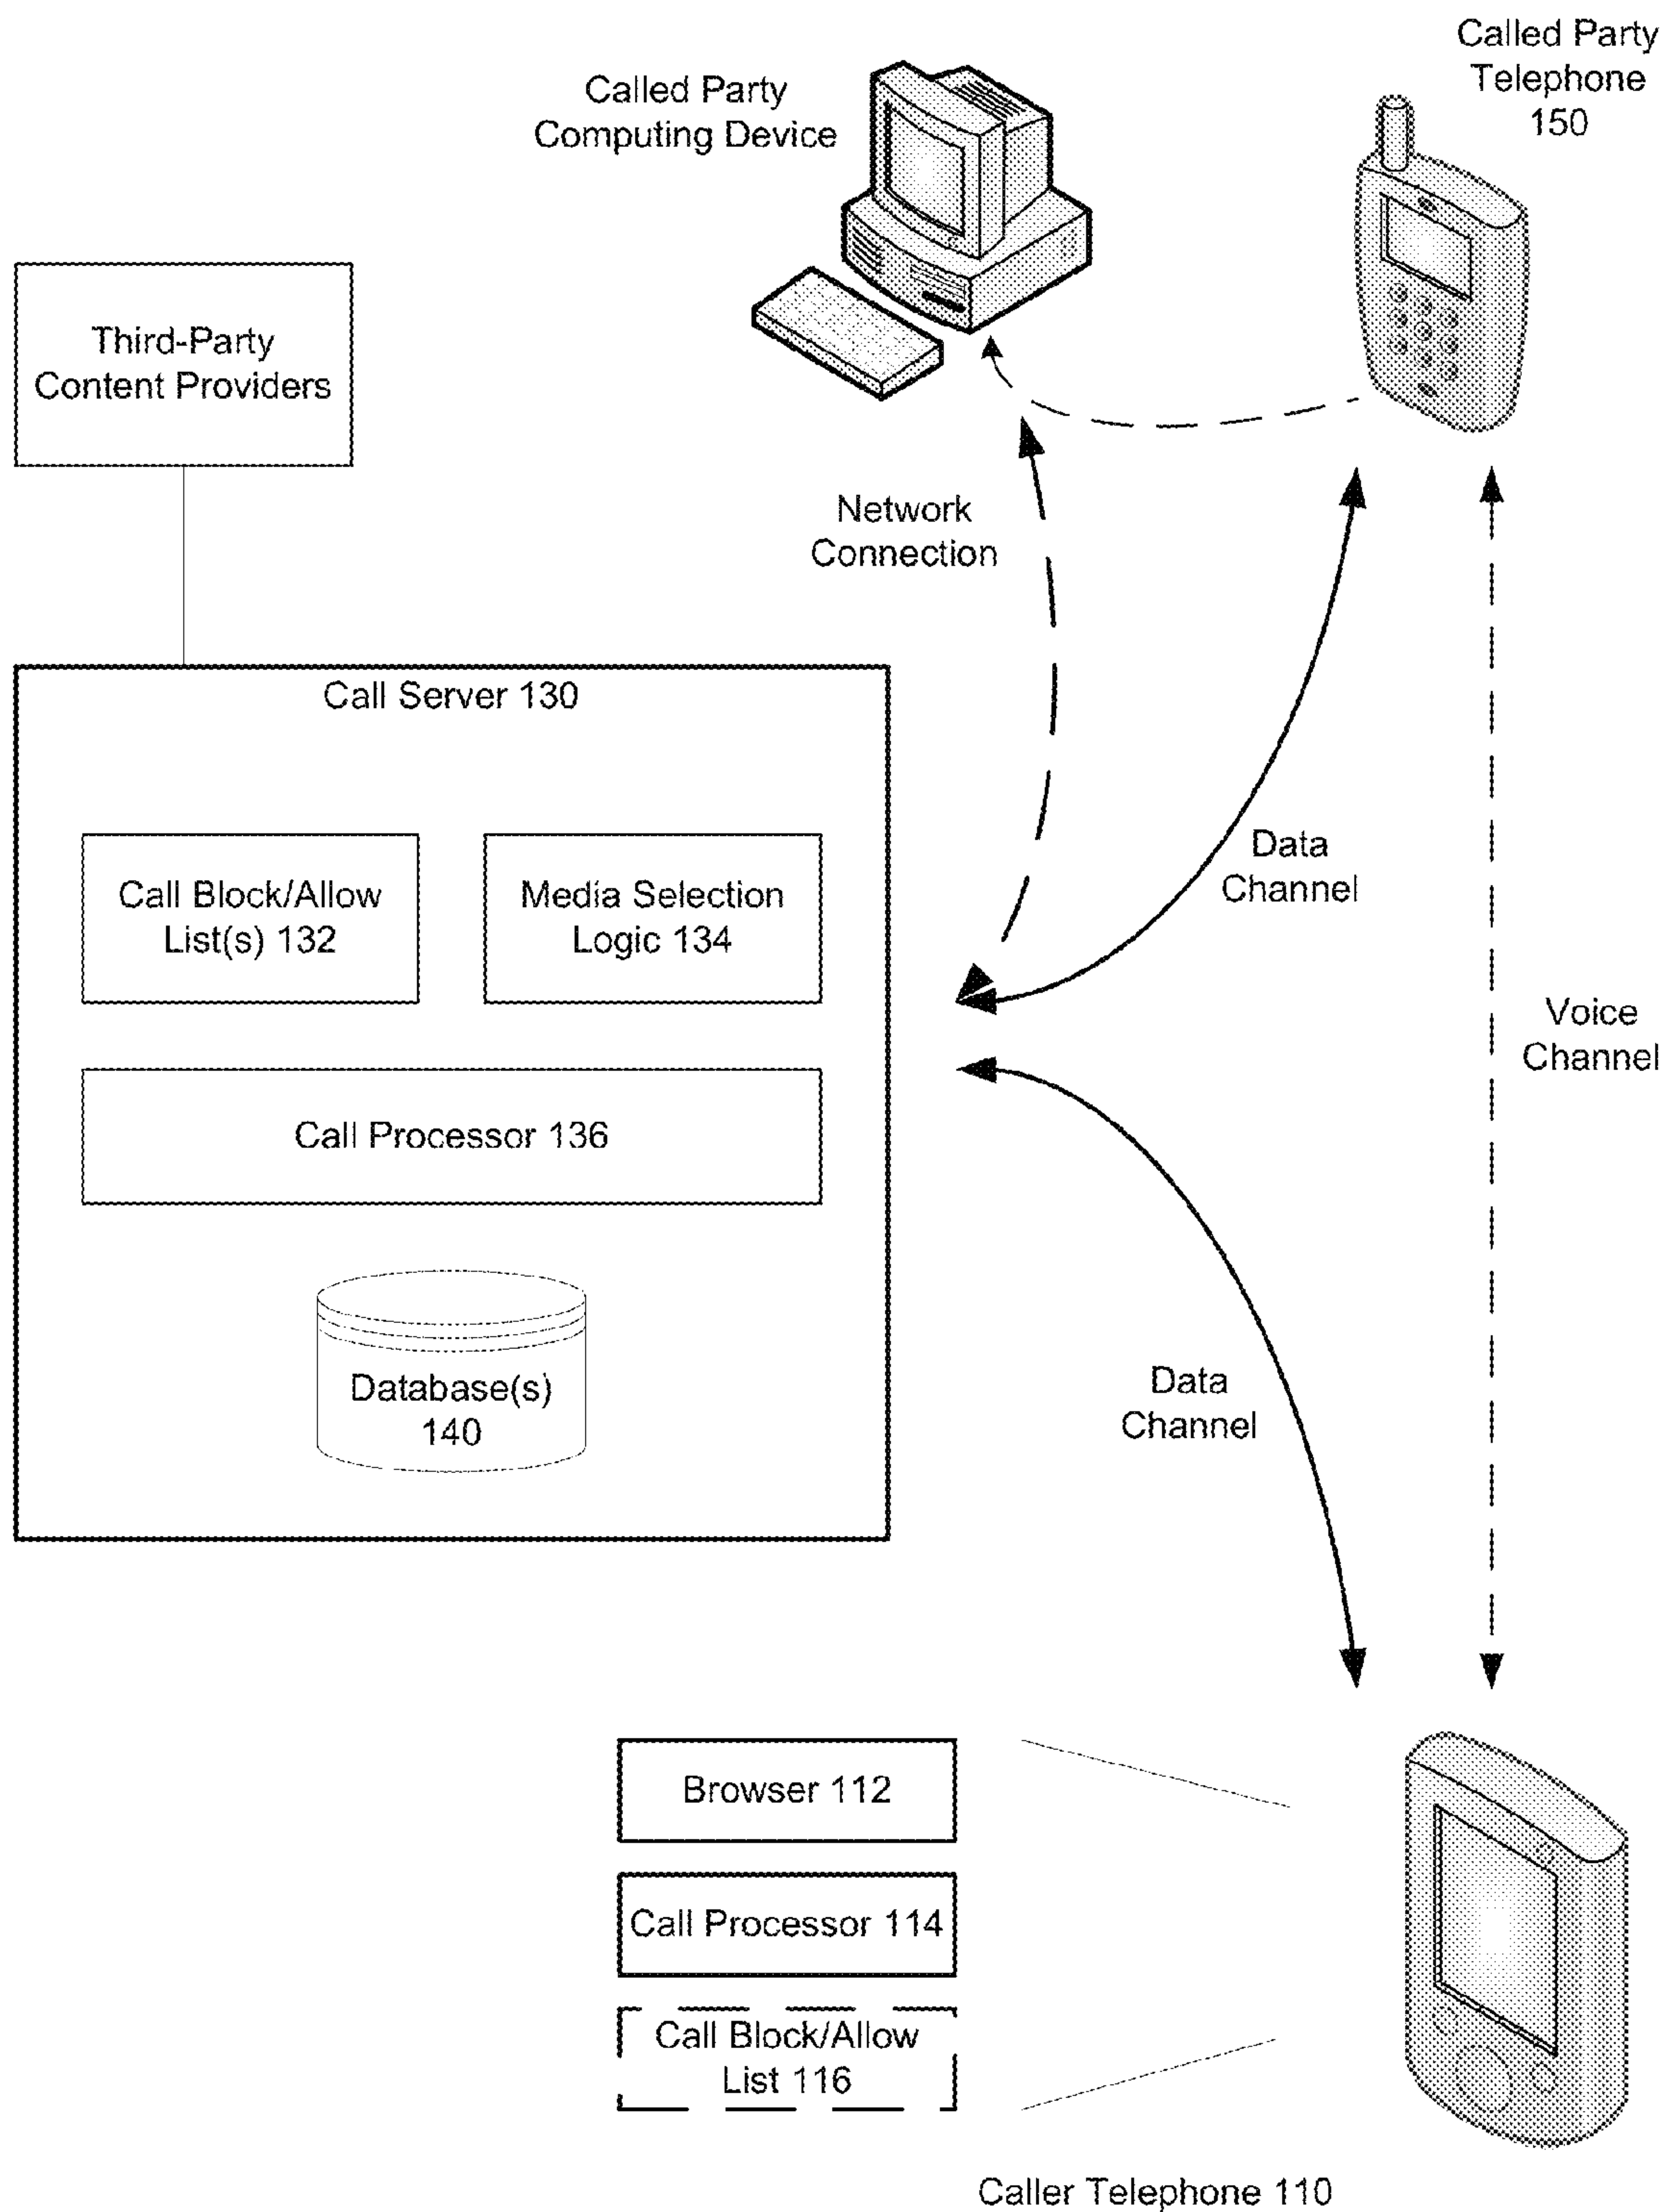 Called Party
Telephone
150
Called Party
Computing Device
Third-Party
Content Providers
Network
Connection
Call Server 130
Call Block/Allow
List(s) 132
Media Selection
Logic 134
Data
Channel
Voice
Channel
Call Processor 136
Database(s)
140
Data
Channel
Browser 112
Call Processor 114
Call Block/Allow
List 116
Caller Telephone 110